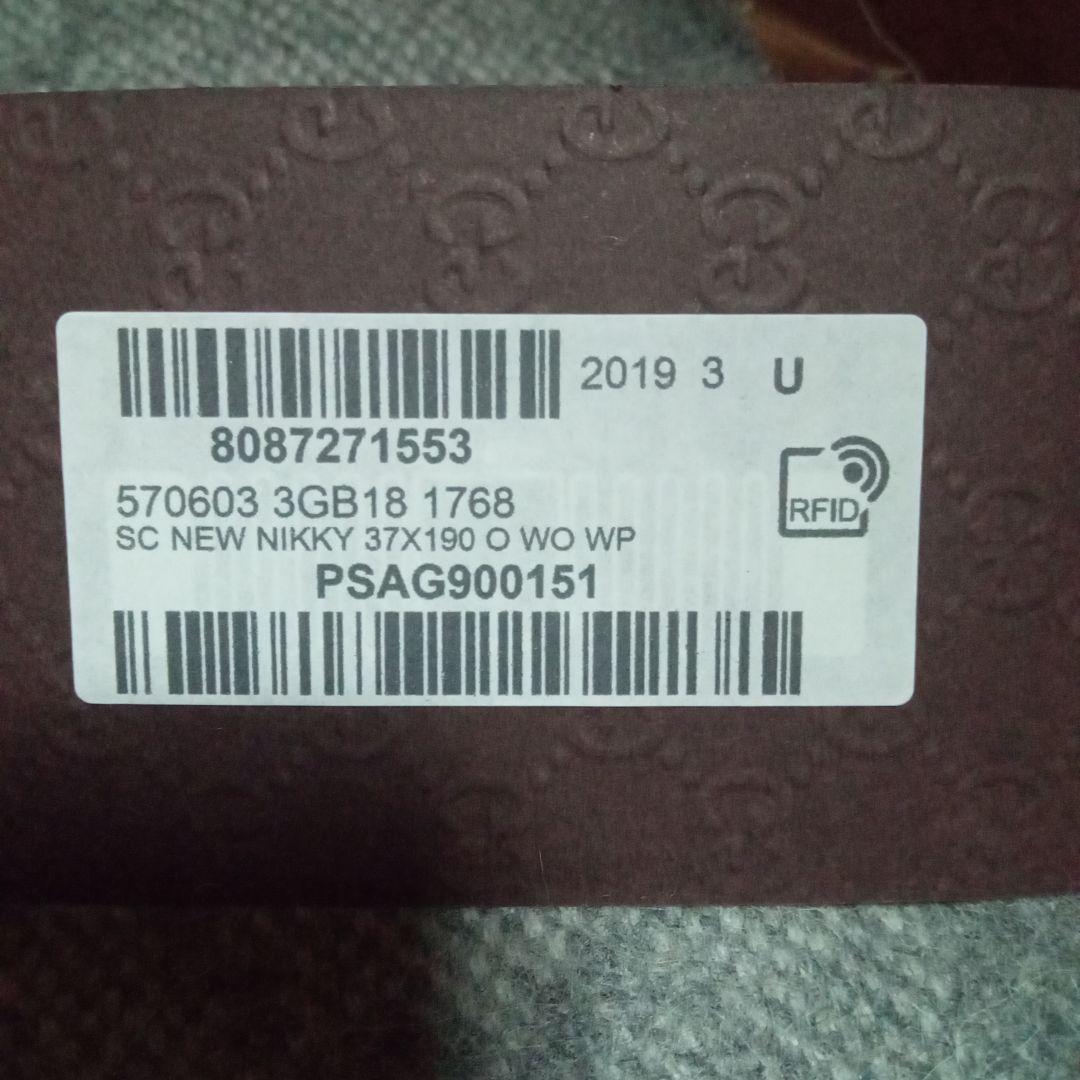 2019 3 U
8087271553
570603 3GB18 1768
SC NEW NIKKY 37X190 O WO WP
RFID
PSAG900151